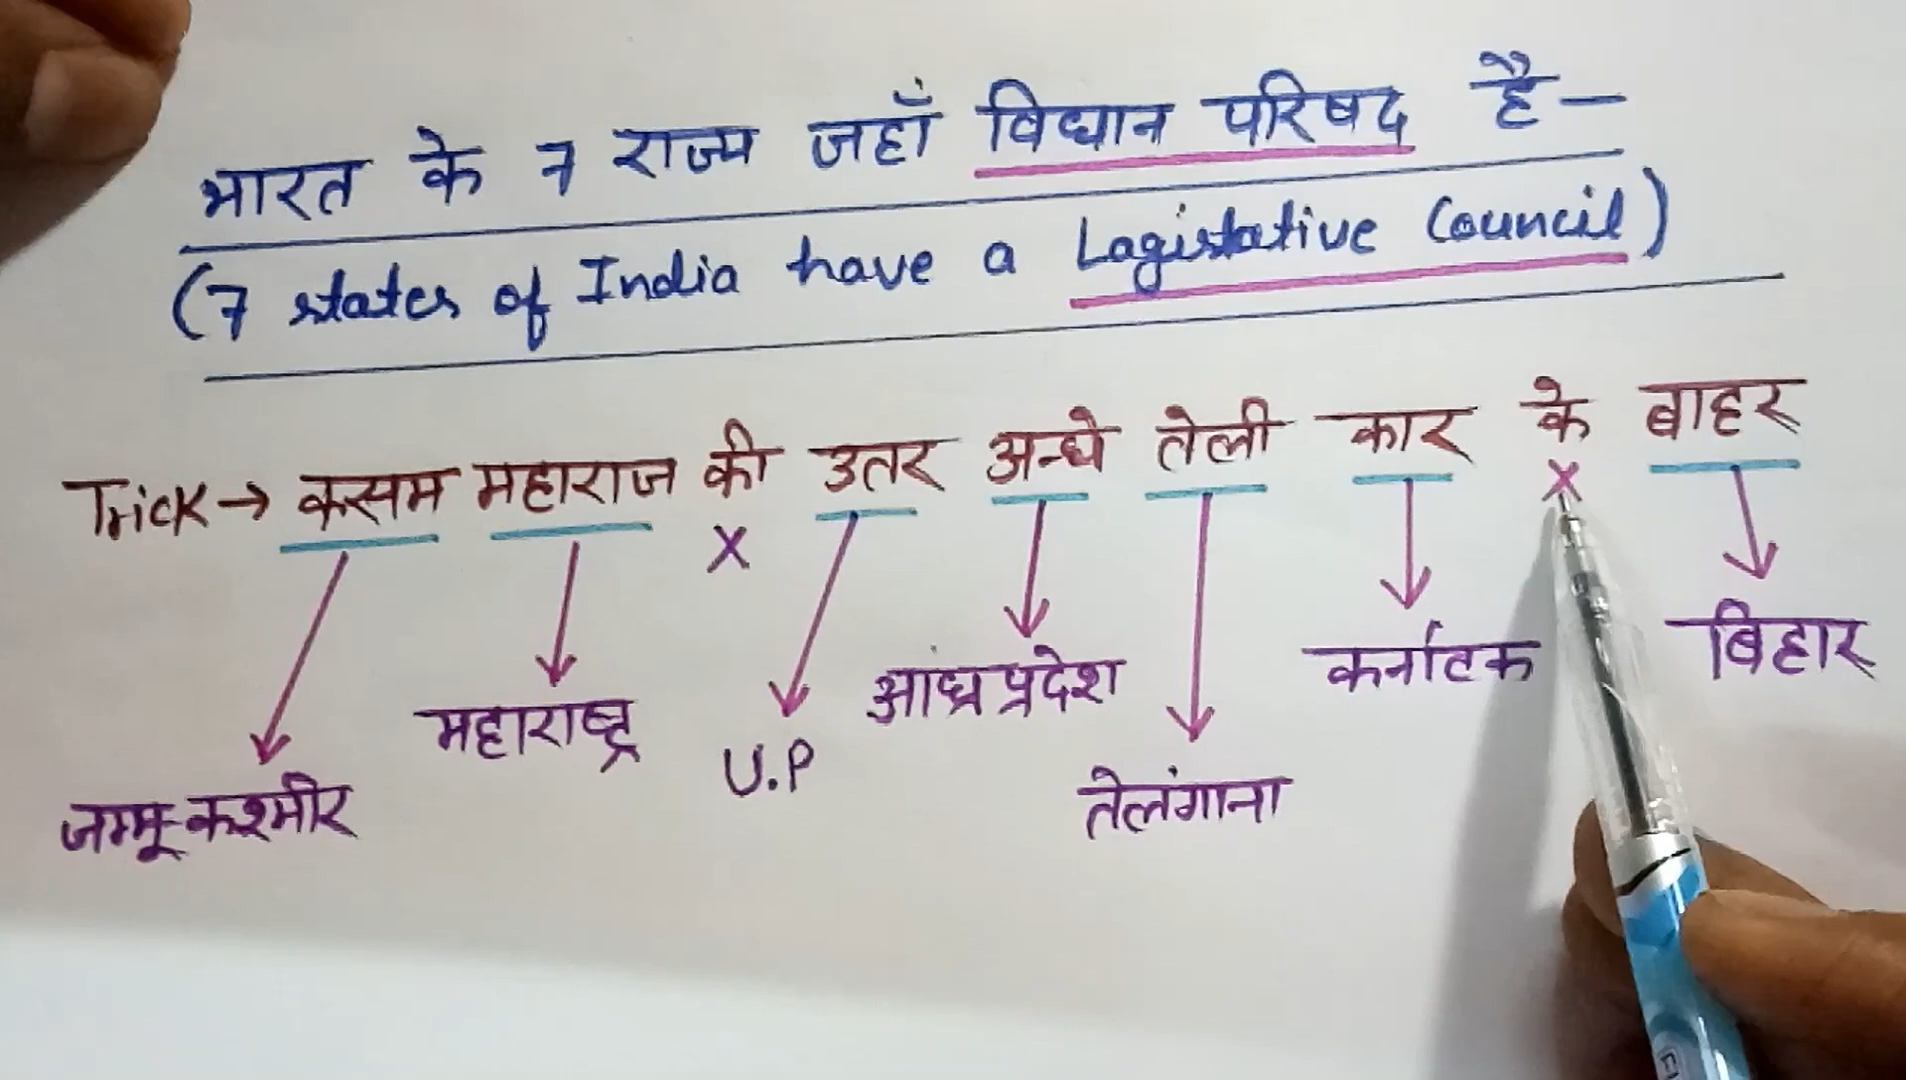 भारत के 7 राज्य जहाँ विधान परिषद है—
(7 states of India have a Lagistative Council)
Trick → कसम महाराज की उतर अन्धे तेली कार के बाहर
x x
जम्मू-कश्मीर महाराष्ट्र U.P आंध्र प्रदेश तेलंगाना कर्नाटक बिहार